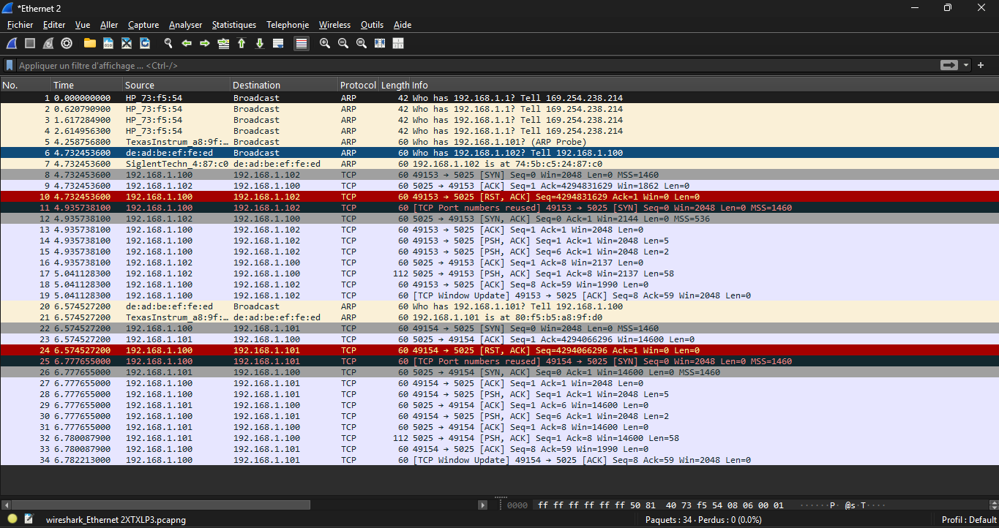 *Ethernet 2
Fichier Editer Vue Aller Capture Analyser Statistiques Telephonie Wireless Outils Aide
Appliquer un filtre d'affichage ... <Ctrl-/>
No. Time Source Destination Protocol Length Info
1 0.000000000 HP_73:f5:54 Broadcast ARP 42 Who has 192.168.1.1? Tell 169.254.238.214
2 0.620790900 HP_73:f5:54 Broadcast ARP 42 Who has 192.168.1.1? Tell 169.254.238.214
3 1.617284900 HP_73:f5:54 Broadcast ARP 42 Who has 192.168.1.1? Tell 169.254.238.214
4 2.614956300 HP_73:f5:54 Broadcast ARP 42 Who has 192.168.1.1? Tell 169.254.238.214
5 4.258756800 TexasInstrum_a8:9f:… Broadcast ARP 60 Who has 192.168.1.101? (ARP Probe)
6 4.732453600 de:ad:be:ef:fe:ed Broadcast ARP 60 Who has 192.168.1.102? Tell 192.168.1.100
7 4.732453600 SiglentTechn_4:87:c0 de:ad:be:ef:fe:ed ARP 60 192.168.1.102 is at 74:5b:c5:24:87:c0
8 4.732453600 192.168.1.100 192.168.1.102 TCP 60 49153 → 5025 [SYN] Seq=0 Win=2048 Len=0 MSS=1460
9 4.732453600 192.168.1.102 192.168.1.100 TCP 60 5025 → 49153 [ACK] Seq=1 Ack=4294831629 Win=1862 Len=0
10 4.732453600 192.168.1.100 192.168.1.102 TCP 60 49153 → 5025 [RST, ACK] Seq=4294831629 Ack=1 Win=0 Len=0
11 4.935738100 192.168.1.100 192.168.1.102 TCP 60 [TCP Port numbers reused] 49153 → 5025 [SYN] Seq=0 Win=2048 Len=0 MSS=1460
12 4.935738100 192.168.1.102 192.168.1.100 TCP 60 5025 → 49153 [SYN, ACK] Seq=0 Ack=1 Win=2144 Len=0 MSS=536
13 4.935738100 192.168.1.100 192.168.1.102 TCP 60 49153 → 5025 [ACK] Seq=1 Ack=1 Win=2048 Len=0
14 4.935738100 192.168.1.100 192.168.1.102 TCP 60 49153 → 5025 [PSH, ACK] Seq=1 Ack=1 Win=2048 Len=5
15 4.935738100 192.168.1.100 192.168.1.102 TCP 60 49153 → 5025 [PSH, ACK] Seq=6 Ack=1 Win=2048 Len=2
16 4.935738100 192.168.1.102 192.168.1.100 TCP 60 5025 → 49153 [ACK] Seq=1 Ack=8 Win=2137 Len=0
17 5.041128300 192.168.1.102 192.168.1.100 TCP 112 5025 → 49153 [PSH, ACK] Seq=1 Ack=8 Win=2137 Len=58
18 5.041128300 192.168.1.100 192.168.1.102 TCP 60 49153 → 5025 [ACK] Seq=8 Ack=59 Win=1990 Len=0
19 5.041128300 192.168.1.100 192.168.1.102 TCP 60 [TCP Window Update] 49153 → 5025 [ACK] Seq=8 Ack=59 Win=2048 Len=0
20 6.574527200 de:ad:be:ef:fe:ed Broadcast ARP 60 Who has 192.168.1.101? Tell 192.168.1.100
21 6.574527200 TexasInstrum_a8:9f:… de:ad:be:ef:fe:ed ARP 60 192.168.1.101 is at 80:f5:b5:a8:9f:d0
22 6.574527200 192.168.1.100 192.168.1.101 TCP 60 49154 → 5025 [SYN] Seq=0 Win=2048 Len=0 MSS=1460
23 6.574527200 192.168.1.101 192.168.1.100 TCP 60 5025 → 49154 [ACK] Seq=1 Ack=4294066296 Win=14600 Len=0
24 6.574527200 192.168.1.100 192.168.1.101 TCP 60 49154 → 5025 [RST, ACK] Seq=4294066296 Ack=1 Win=0 Len=0
25 6.777655000 192.168.1.100 192.168.1.101 TCP 60 [TCP Port numbers reused] 49154 → 5025 [SYN] Seq=0 Win=2048 Len=0 MSS=1460
26 6.777655000 192.168.1.101 192.168.1.100 TCP 60 5025 → 49154 [SYN, ACK] Seq=0 Ack=1 Win=14600 Len=0 MSS=1460
27 6.777655000 192.168.1.100 192.168.1.101 TCP 60 49154 → 5025 [ACK] Seq=1 Ack=1 Win=2048 Len=0
28 6.777655000 192.168.1.100 192.168.1.101 TCP 60 49154 → 5025 [PSH, ACK] Seq=1 Ack=1 Win=2048 Len=5
29 6.777655000 192.168.1.101 192.168.1.100 TCP 60 5025 → 49154 [ACK] Seq=1 Ack=6 Win=14600 Len=0
30 6.777655000 192.168.1.100 192.168.1.101 TCP 60 49154 → 5025 [PSH, ACK] Seq=6 Ack=1 Win=2048 Len=2
31 6.777655000 192.168.1.101 192.168.1.100 TCP 60 5025 → 49154 [ACK] Seq=1 Ack=8 Win=14600 Len=0
32 6.780087900 192.168.1.101 192.168.1.100 TCP 112 5025 → 49154 [PSH, ACK] Seq=1 Ack=8 Win=14600 Len=58
33 6.780087900 192.168.1.100 192.168.1.101 TCP 60 49154 → 5025 [ACK] Seq=8 Ack=59 Win=1990 Len=0
34 6.782213000 192.168.1.100 192.168.1.101 TCP 60 [TCP Window Update] 49154 → 5025 [ACK] Seq=8 Ack=59 Win=2048 Len=0
0000 ff ff ff ff ff ff 50 81 40 73 f5 54 08 06 00 01 ······P· @s·T····
wireshark_Ethernet 2XTXLP3.pcapng Paquets : 34 · Perdus : 0 (0.0%) Profil : Default